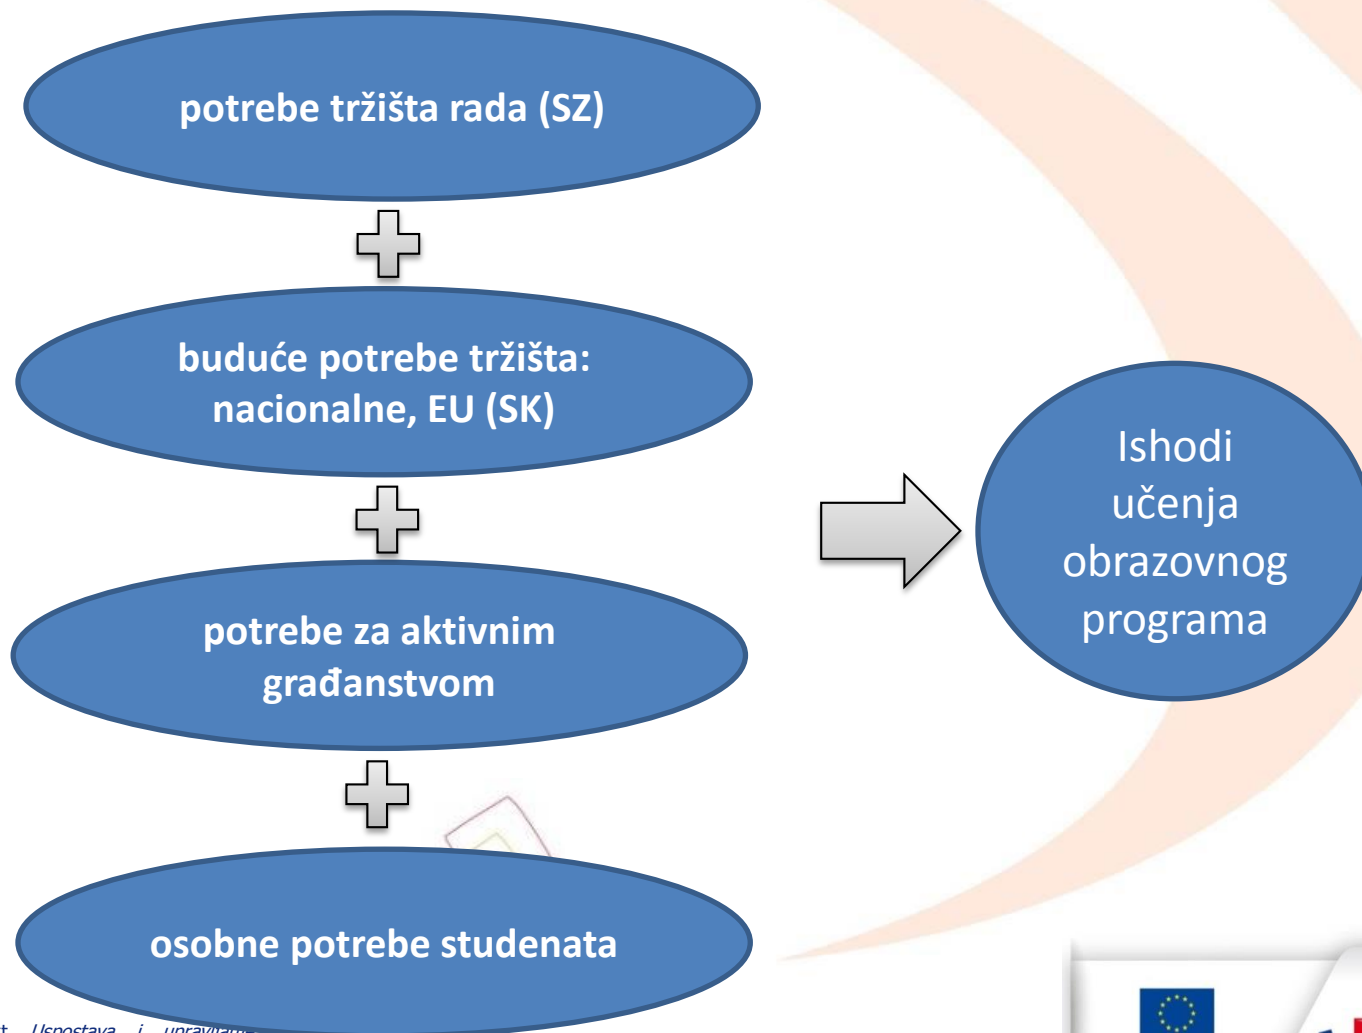 potrebe tržišta rada (SZ)
buduće potrebe tržišta:
nacionalne, EU (SK)
potrebe za aktivnim
građanstvom
osobne potrebe studenata
Ishodi
učenja
obrazovnog
programa
Uspostava i